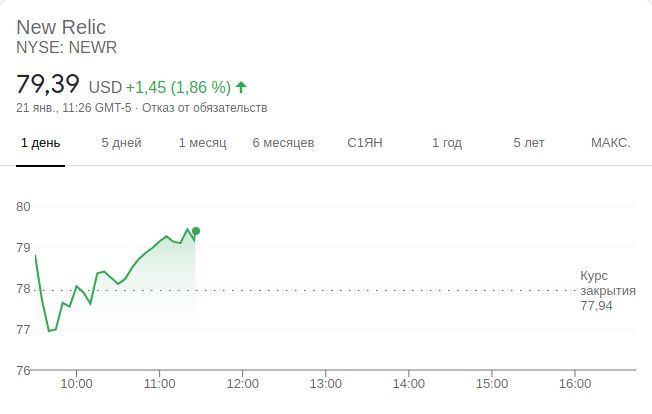 New Relic
NYSE: NEWR
79,39 USD +1,45 (1,86 %)
21 янв., 11:26 GMT-5 · Отказ от обязательств
1 день 5 дней 1 месяц 6 месяцев С1ЯН 1 год 5 лет МАКС.
80
79
78
77
76
Курс
закрытия
77,94
10:00 11:00 12:00 13:00 14:00 15:00 16:00